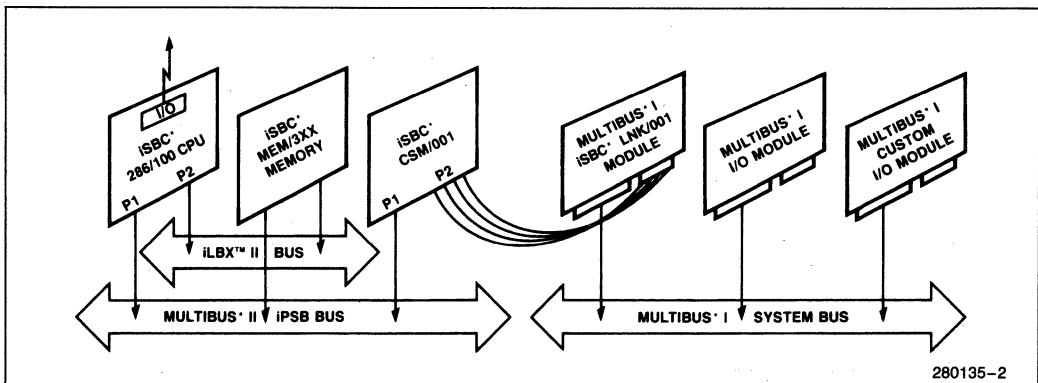 I/O
iSBC*
286/100 CPU
P1
P2
iSBC*
MEM/3XX
MEMORY
iSBC*
CSM/001
P1
P2
MULTIBUS* I
iSBC* LNK/001
MODULE
MULTIBUS* I
I/O MODULE
MULTIBUS* I
CUSTOM
I/O MODULE
iLBX™ II BUS
MULTIBUS* II iPSB BUS
MULTIBUS* I SYSTEM BUS
280135–2